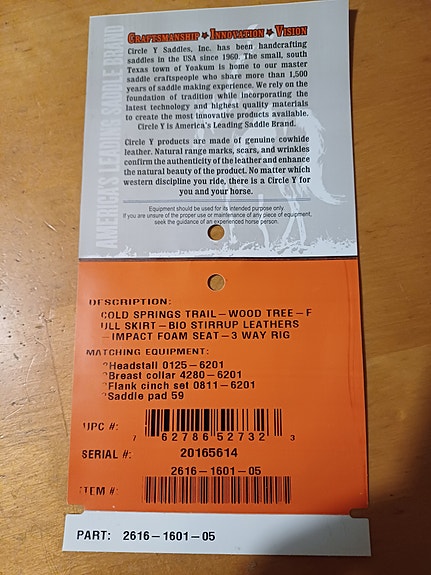 CRAFTSMANSHIP ★ INNOVATION ★ VISION
Circle Y Saddles, Inc. has been handcrafting
saddles in the USA since 1960. The small, south
Texas town of Yoakum is home to our master
saddle craftspeople who share more than 1,500
years of saddle making experience. We rely on the
foundation of tradition while incorporating the
latest technology and highest quality materials
to create the most innovative products available.
Circle Y is America's Leading Saddle Brand.
Circle Y products are made of genuine cowhide
leather. Natural range marks, scars, and wrinkles
confirm the authenticity of the leather and enhance
the natural beauty of the product. No matter which
western discipline you ride, there is a Circle Y for
you and your horse.
Equipment should be used for its intended purpose only.
If you are unsure of the proper use or maintenance of any piece of equipment,
seek the guidance of an experienced horse person.
AMERICA'S LEADING SADDLE BRAND
DESCRIPTION:
COLD SPRINGS TRAIL-WOOD TREE-F
ULL SKIRT-BIO STIRRUP LEATHERS
-IMPACT FOAM SEAT-3 WAY RIG
MATCHING EQUIPMENT:
Headstall 0125-6201
Breast collar 4280-6201
Flank cinch set 0811-6201
Saddle pad 59
UPC #:
7 62786 52732 3
SERIAL #: 20165614
2616-1601-05
ITEM #:
PART: 2616-1601-05